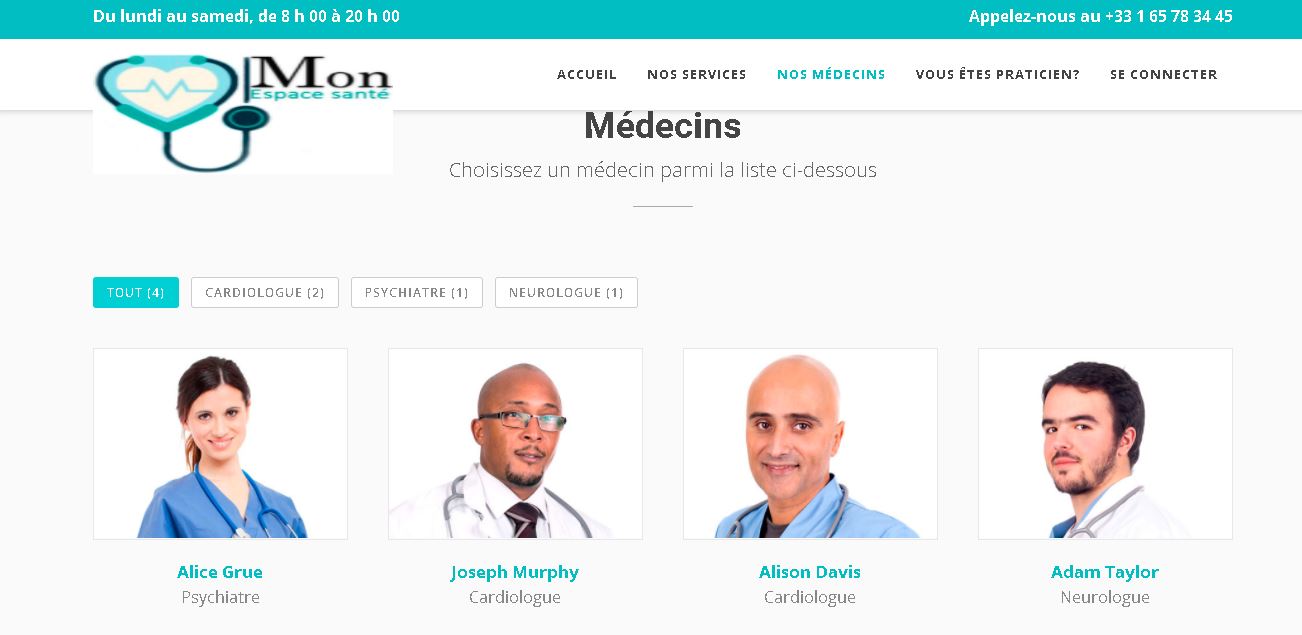 Du lundi au samedi, de 8 h 00 à 20 h 00
Appelez-nous au +33 1 65 78 34 45
Mon
Espace santé
ACCUEIL
NOS SERVICES
NOS MÉDECINS
VOUS ÊTES PRATICIEN?
SE CONNECTER
Médecins
Choisissez un médecin parmi la liste ci-dessous
TOUT (4)
CARDIOLOGUE (2)
PSYCHIATRE (1)
NEUROLOGUE (1)
Alice Grue
Psychiatre
Joseph Murphy
Cardiologue
Alison Davis
Cardiologue
Adam Taylor
Neurologue